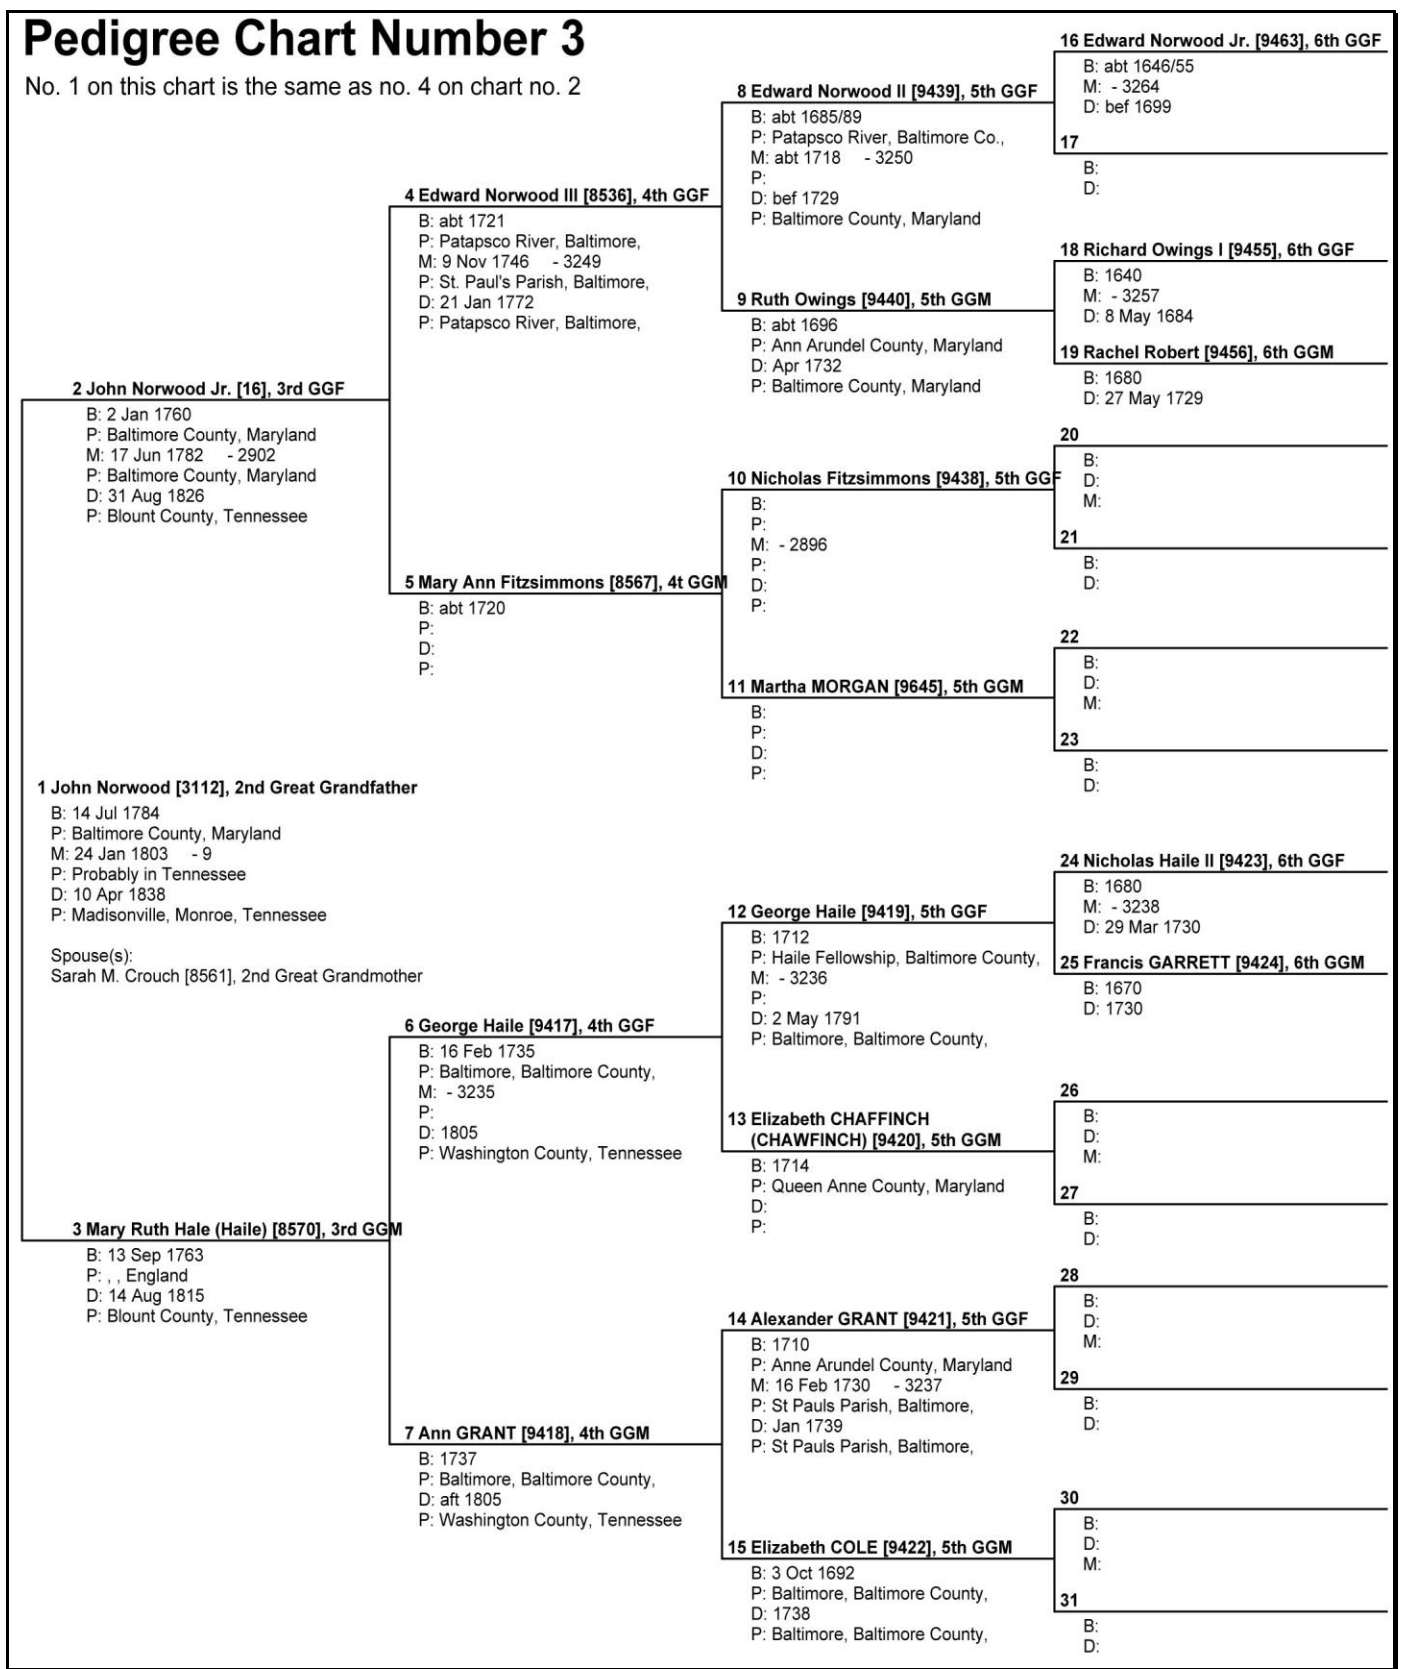 Pedigree Chart Number 3
No. 1 on this chart is the same as no. 4 on chart no. 2
16 Edward Norwood Jr. [9463], 6th GGF
B: abt 1646/55
M:  - 3264
D: bef 1699
8 Edward Norwood II [9439], 5th GGF
B: abt 1685/89
P: Patapsco River, Baltimore Co.,
M: abt 1718     - 3250
P:
D: bef 1729
P: Baltimore County, Maryland
17
B:
D:
4 Edward Norwood III [8536], 4th GGF
B: abt 1721
P: Patapsco River, Baltimore,
M: 9 Nov 1746     - 3249
P: St. Paul's Parish, Baltimore,
D: 21 Jan 1772
P: Patapsco River, Baltimore,
18 Richard Owings I [9455], 6th GGF
B: 1640
M:  - 3257
D: 8 May 1684
9 Ruth Owings [9440], 5th GGM
B: abt 1696
P: Ann Arundel County, Maryland
D: Apr 1732
P: Baltimore County, Maryland
19 Rachel Robert [9456], 6th GGM
B: 1680
D: 27 May 1729
2 John Norwood Jr. [16], 3rd GGF
B: 2 Jan 1760
P: Baltimore County, Maryland
M: 17 Jun 1782     - 2902
P: Baltimore County, Maryland
D: 31 Aug 1826
P: Blount County, Tennessee
20
B:
D:
M:
10 Nicholas Fitzsimmons [9438], 5th GGF
B:
P:
M:  - 2896
P:
D:
P:
21
B:
D:
5 Mary Ann Fitzsimmons [8567], 4t GGM
B: abt 1720
P:
D:
P:
22
B:
D:
M:
11 Martha MORGAN [9645], 5th GGM
B:
P:
D:
P:
23
B:
D:
1 John Norwood [3112], 2nd Great Grandfather
B: 14 Jul 1784
P: Baltimore County, Maryland
M: 24 Jan 1803     - 9
P: Probably in Tennessee
D: 10 Apr 1838
P: Madisonville, Monroe, Tennessee
Spouse(s):
Sarah M. Crouch [8561], 2nd Great Grandmother
24 Nicholas Haile II [9423], 6th GGF
B: 1680
M:  - 3238
D: 29 Mar 1730
12 George Haile [9419], 5th GGF
B: 1712
P: Haile Fellowship, Baltimore County,
M:  - 3236
P:
D: 2 May 1791
P: Baltimore, Baltimore County,
25 Francis GARRETT [9424], 6th GGM
B: 1670
D: 1730
6 George Haile [9417], 4th GGF
B: 16 Feb 1735
P: Baltimore, Baltimore County,
M:  - 3235
P:
D: 1805
P: Washington County, Tennessee
26
B:
D:
M:
13 Elizabeth CHAFFINCH
(CHAWFINCH) [9420], 5th GGM
B: 1714
P: Queen Anne County, Maryland
D:
P:
27
B:
D:
3 Mary Ruth Hale (Haile) [8570], 3rd GGM
B: 13 Sep 1763
P: , , England
D: 14 Aug 1815
P: Blount County, Tennessee
28
B:
D:
M:
14 Alexander GRANT [9421], 5th GGF
B: 1710
P: Anne Arundel County, Maryland
M: 16 Feb 1730     - 3237
P: St Pauls Parish, Baltimore,
D: Jan 1739
P: St Pauls Parish, Baltimore,
29
B:
D:
7 Ann GRANT [9418], 4th GGM
B: 1737
P: Baltimore, Baltimore County,
D: aft 1805
P: Washington County, Tennessee
30
B:
D:
M:
15 Elizabeth COLE [9422], 5th GGM
B: 3 Oct 1692
P: Baltimore, Baltimore County,
D: 1738
P: Baltimore, Baltimore County,
31
B:
D: